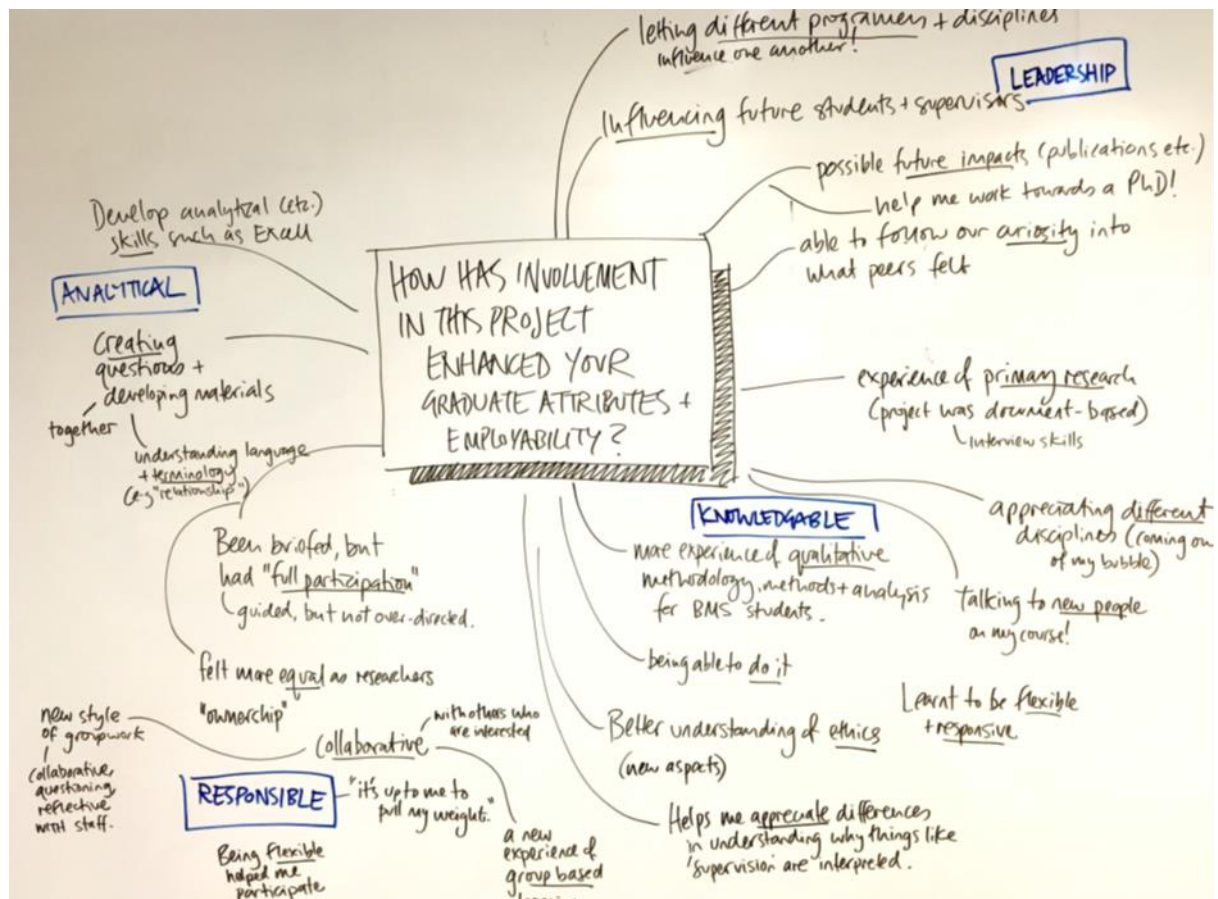 letting different programmes + disciplines
influence one another!
LEADERSHIP
Influencing future students + supervisors
possible future impacts (publications etc.)
help me work towards a PhD!
able to follow our curiosity into
what peers felt
Develop analytical (etc.)
skills such as Excell
ANALYTICAL
Creating
questions +
developing materials
together
understanding language
+ terminology
(e.g "relationship")
HOW HAS INVOLLEMENT
IN THIS PROJECT
ENHANCED YOUR
GRADUATE ATTRIBUTES +
EMPLOYABILITY?
experience of primary research
(project was document-based)
Interview skills
appreciating different
disciplines (coming ou
of my bubble)
talking to new people
on my course!
Learnt to be flexible
+ responsive
KNOWLEDGABLE
more experience of qualitative
methodology, methods + analysis
for BMS students.
being able to do it
Better understanding of ethics
(new aspects)
Helps me appreciate differences
in understanding why things like
'supervision' are interpreted.
Been briefed, but
had "full participation"
guided, but not over-directed.
felt more equal as researchers
"ownership"
new style
of groupwork
collaborative,
questioning,
reflective
with staff.
Collaborative
with others who
are interested
RESPONSIBLE
"it's up to me to
pull my weight."
Being flexible
helped me
participate
a new
experience of
group based